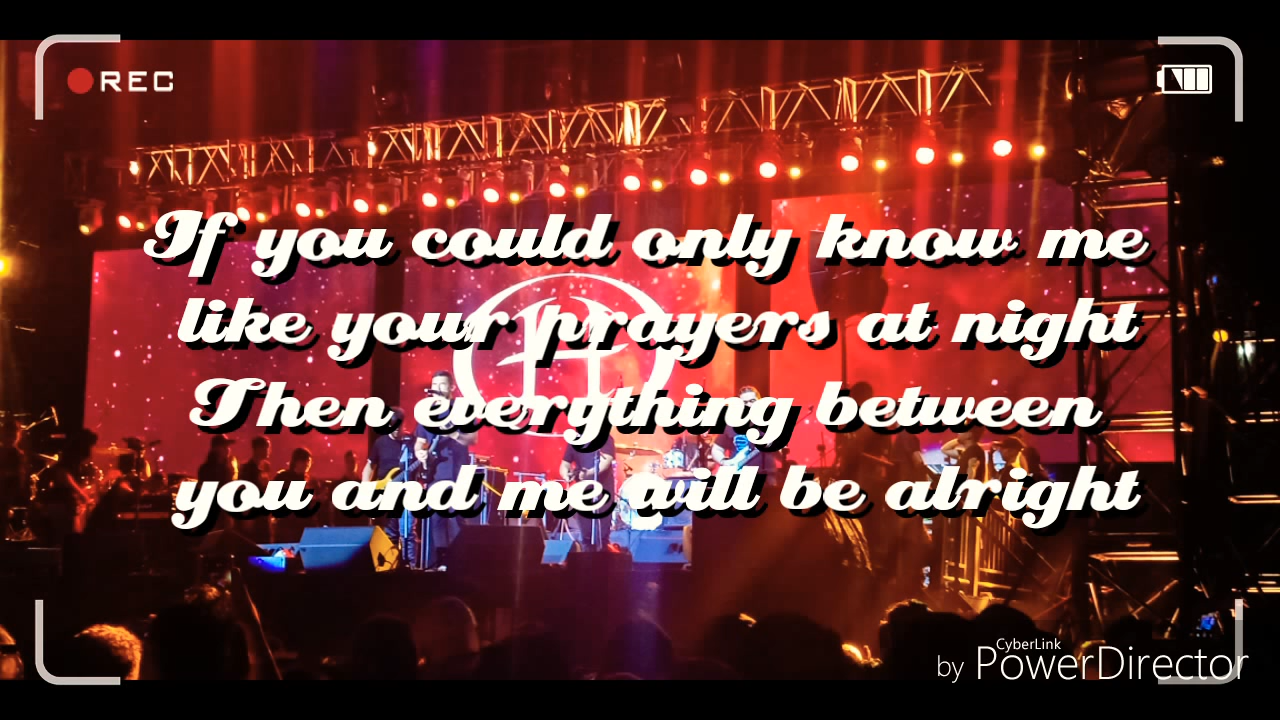 REC
If you could only know me
like your prayers at night
Then everything between
you and me will be alright
CyberLink
by PowerDirector